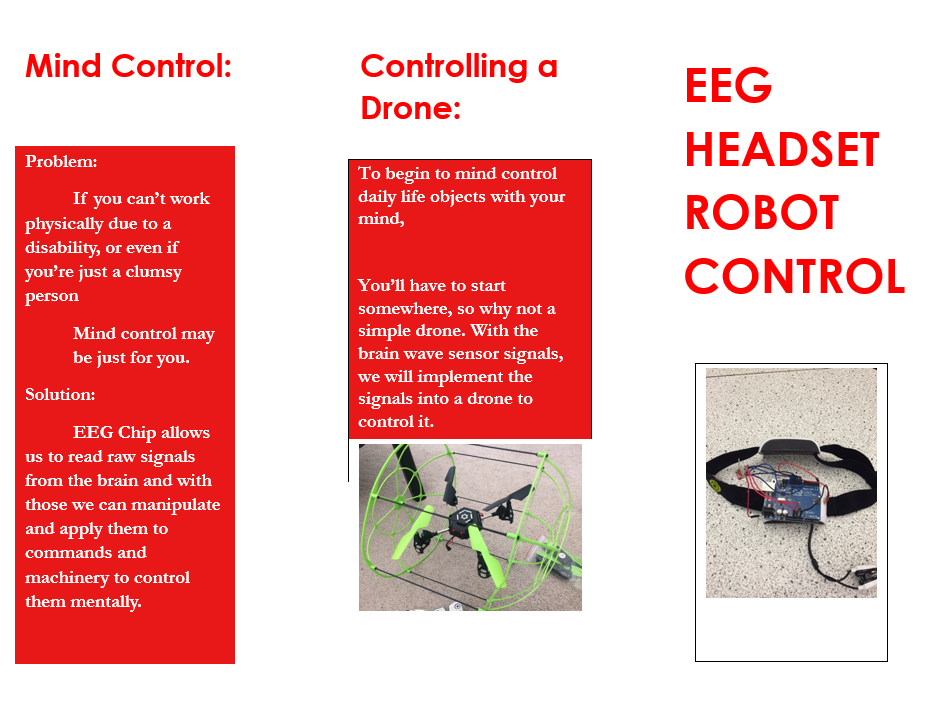 Mind Control:
Problem:
If you can't work
physically due to a
disability, or even if
you're just a clumsy
person
Mind control may
be just for you.
Solution:
EEG Chip allows
us to read raw signals
from the brain and with
those we can manipulate
and apply them to
commands and
machinery to control
them mentally.
Controlling a
Drone:
To begin to mind control
daily life objects with your
mind,
You'll have to start
somewhere, so why not a
simple drone. With the
brain wave sensor signals,
we will implement the
signals into a drone to
control it.
EEG
HEADSET
ROBOT
CONTROL